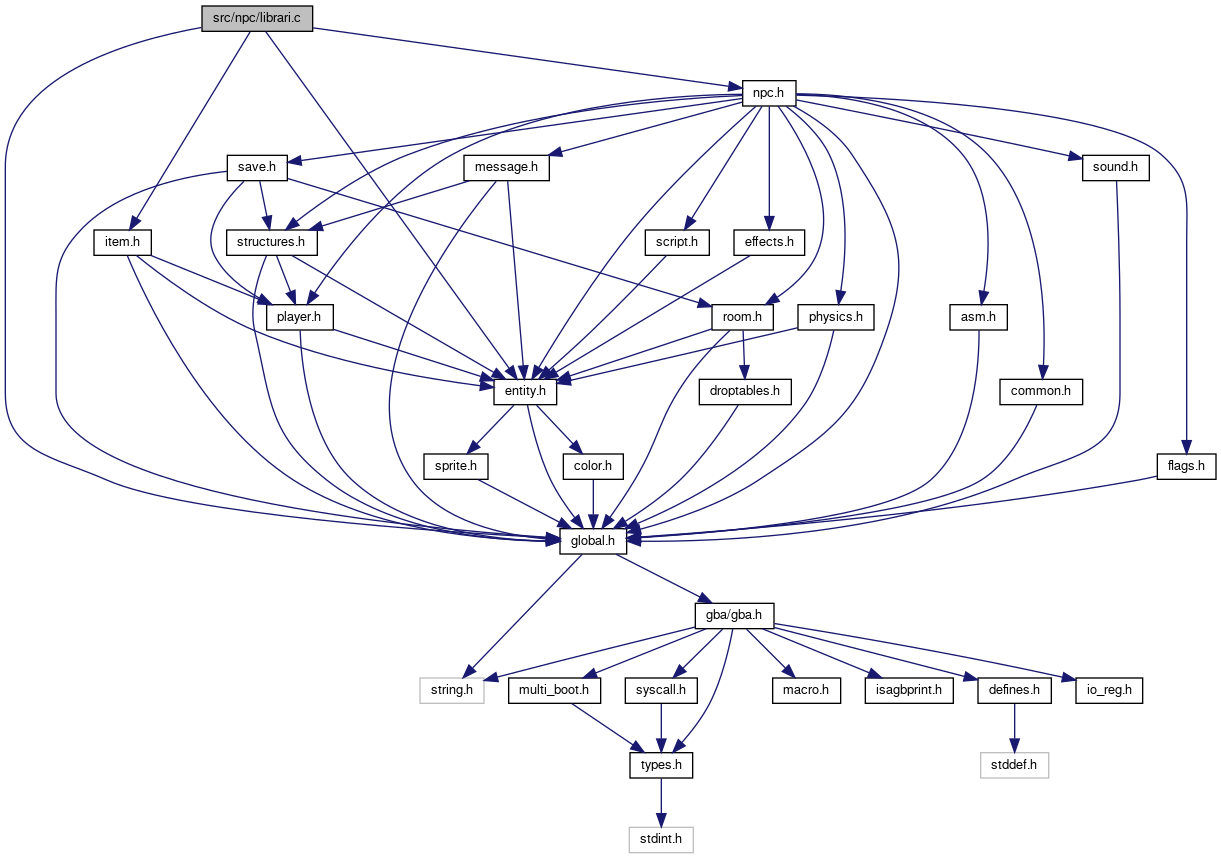 src/npc/librari.c
npc.h
save.h
message.h
sound.h
item.h
structures.h
script.h
effects.h
player.h
room.h
physics.h
asm.h
entity.h
droptables.h
common.h
sprite.h
color.h
flags.h
global.h
gba/gba.h
string.h
multi_boot.h
syscall.h
macro.h
isagbprint.h
defines.h
io_reg.h
types.h
stddef.h
stdint.h